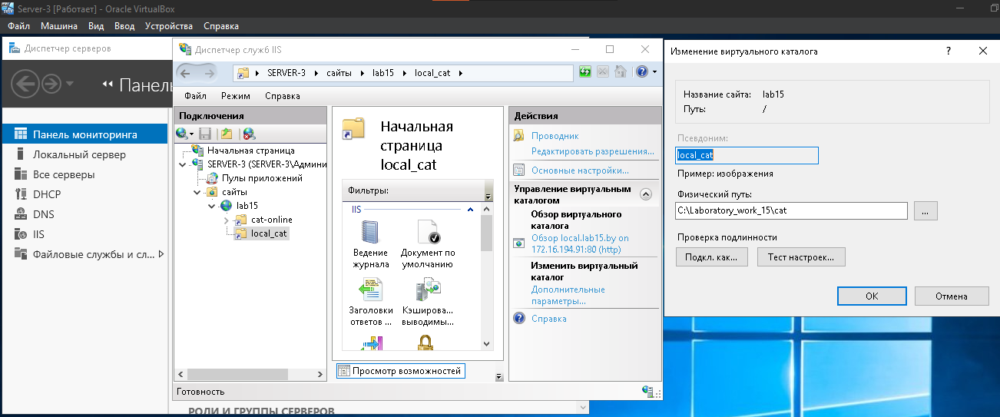 Server-3 [Работает] - Oracle VirtualBox
Файл Машина Вид Ввод Устройства Справка
Диспетчер серверов
Панель
Панель мониторинга
Локальный сервер
Все серверы
DHCP
DNS
IIS
Файловые службы и сл...
РОЛИ И ГРУППЫ СЕРВЕРОВ
Диспетчер служб IIS
SERVER-3 сайты lab15 local_cat
Файл Режим Справка
Подключения
Начальная страница
SERVER-3 (SERVER-3\Админи
Пулы приложений
сайты
lab15
cat-online
local_cat
Начальная
страница
local_cat
Фильтры:
IIS
Ведение
журнала
Документ по
умолчанию
Заголовки
ответов ...
Кэширова...
выводимы...
Просмотр возможностей
Действия
Проводник
Редактировать разрешения...
Основные настройки...
Управление виртуальным
каталогом
Обзор виртуального
каталога
Обзор local.lab15.by on
172.16.194.91:80 (http)
Изменить виртуальный
каталог
Дополнительные
параметры...
Справка
Готовность
Изменение виртуального каталога
?
Название сайта: lab15
Путь: /
Псевдоним:
local_cat
Пример: изображения
Физический путь:
C:\Laboratory_work_15\cat
...
Проверка подлинности
Подкл. как... Тест настроек...
OK Отмена